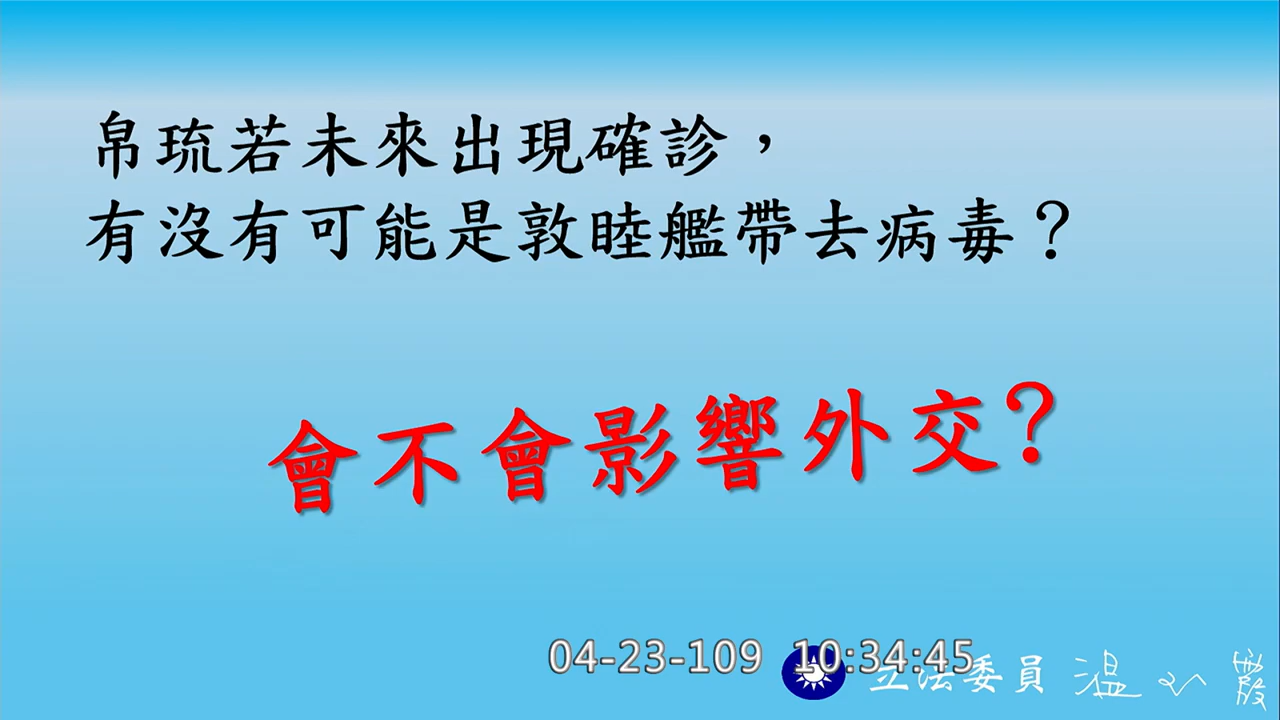 帛琉若未來出現確診，
有沒有可能是敦睦艦帶去病毒？
會不會影響外交?
04-23-109 10:34:45
立法委員 溫玉霞